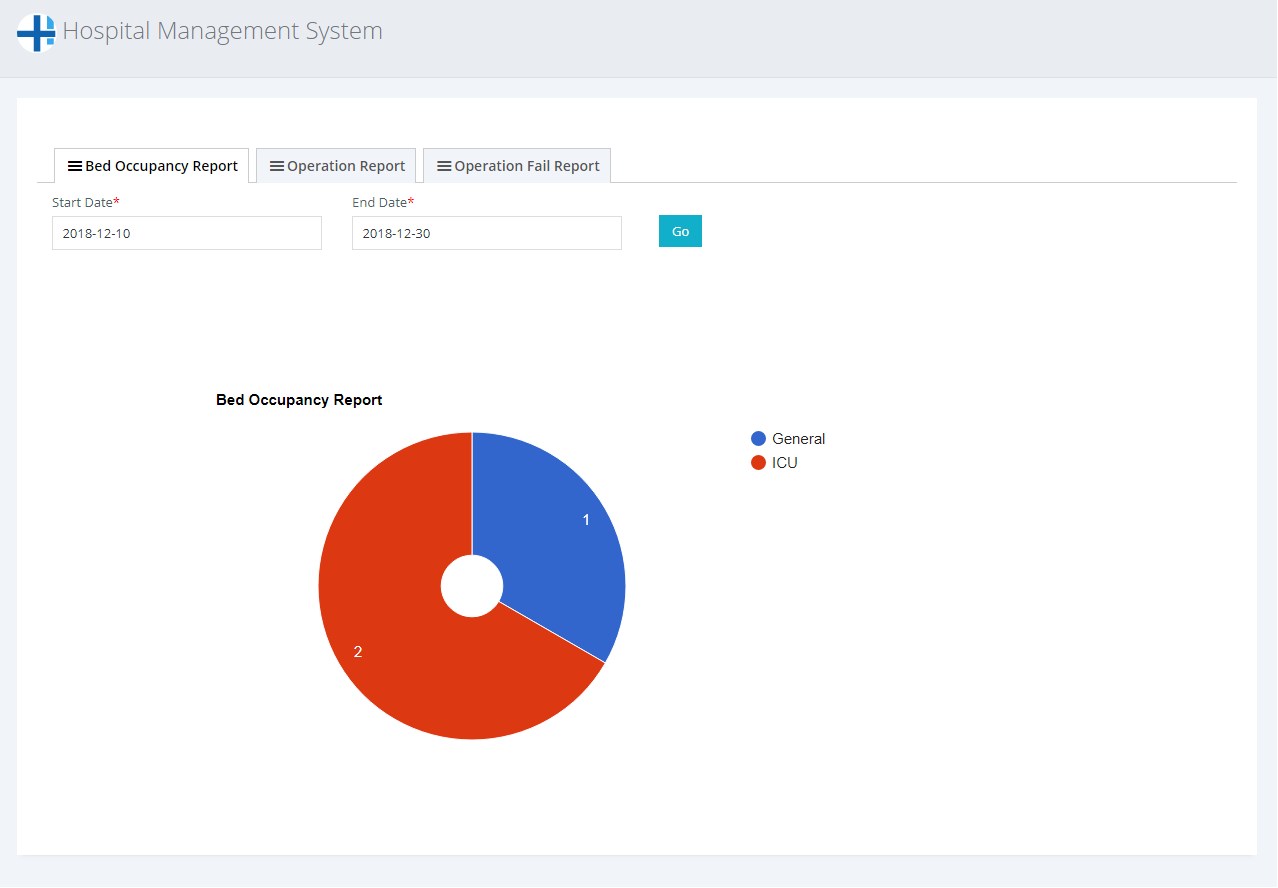 Hospital Management System
Bed Occupancy Report Operation Report Operation Fail Report
Start Date* End Date*
2018-12-10 2018-12-30 Go
Bed Occupancy Report
General
ICU
1
2